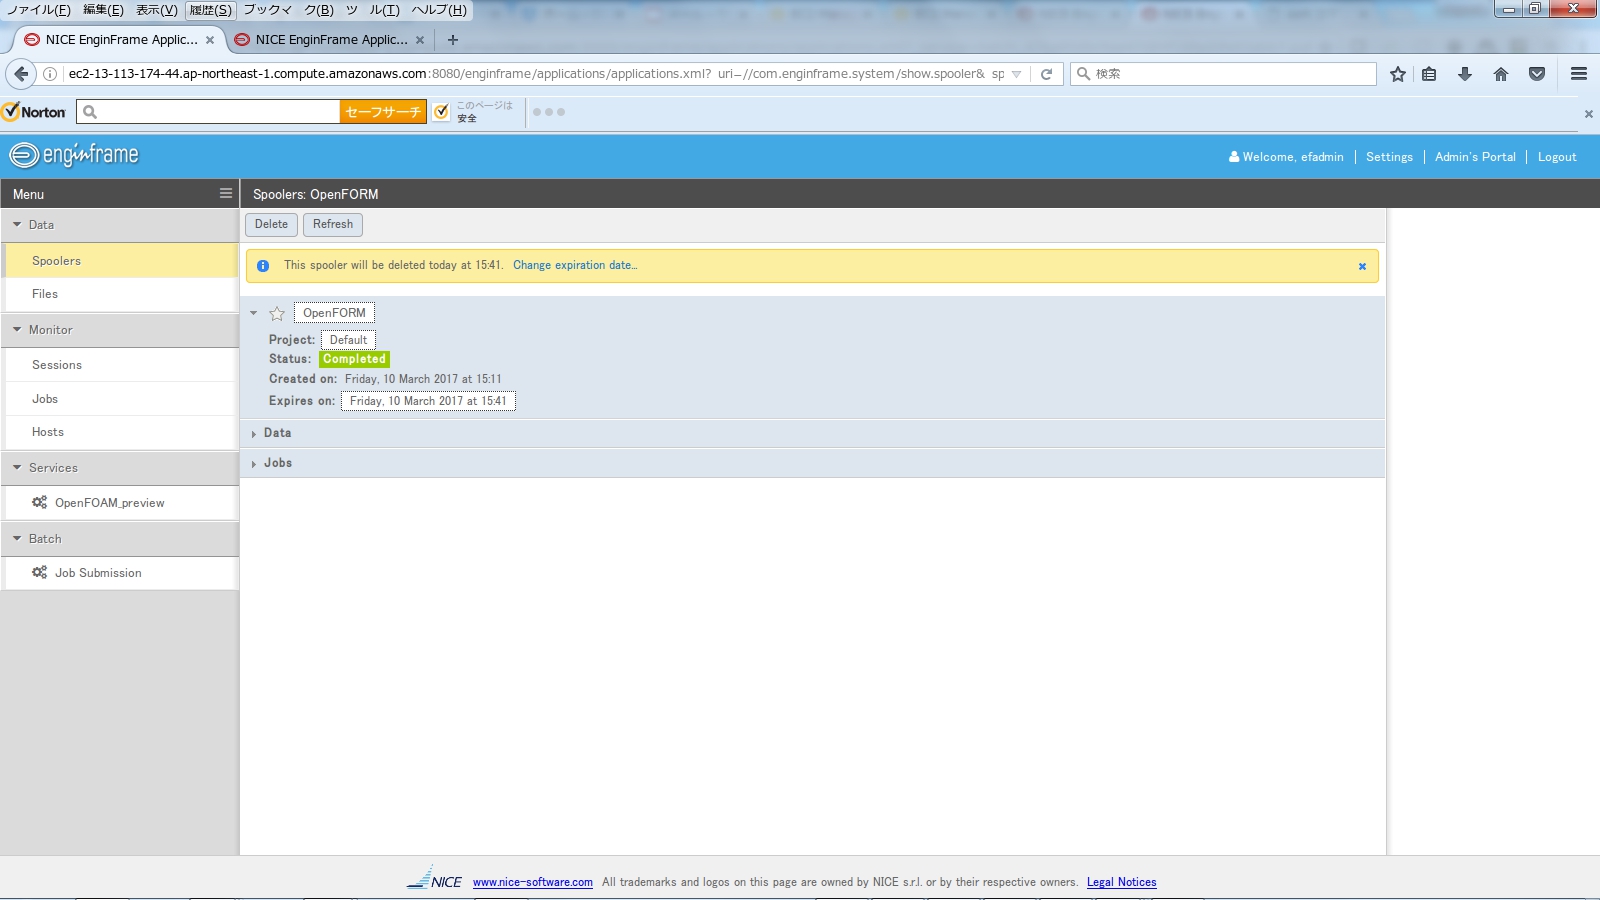 ファイル(F) 編集(E) 表示(V) 履歴(S) ブックマーク(B) ツール(T) ヘルプ(H)
NICE EnginFrame Applic... × NICE EnginFrame Applic... × +
ec2-13-113-174-44.ap-northeast-1.compute.amazonaws.com:8080/enginframe/applications/applications.xml?_uri=//com.enginframe.system/show.spooler&_sp 検索
Norton セーフサーチ このページは
安全
enginframe
Welcome, efadmin | Settings | Admin's Portal | Logout
Menu
Spoolers: OpenFORM
Data
Delete Refresh
Spoolers
This spooler will be deleted today at 15:41. Change expiration date...
Files
OpenFORM
Monitor
Project: Default
Sessions
Status: Completed
Created on: Friday, 10 March 2017 at 15:11
Jobs
Expires on: Friday, 10 March 2017 at 15:41
Hosts
Data
Services
Jobs
OpenFOAM_preview
Batch
Job Submission
NICE www.nice-software.com All trademarks and logos on this page are owned by NICE s.r.l. or by their respective owners. Legal Notices